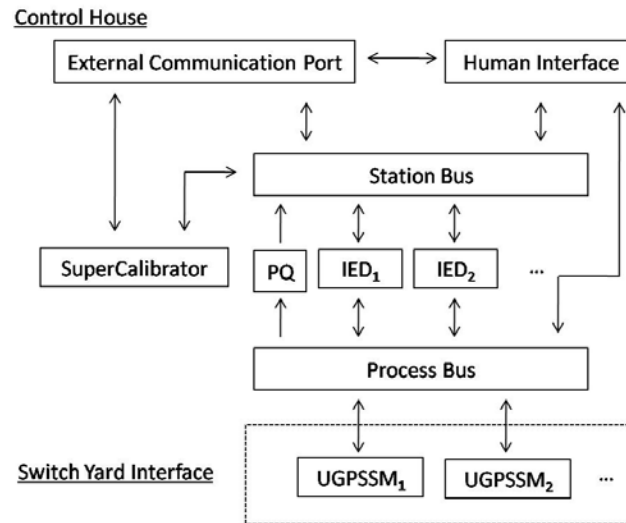 Control House
External Communication Port
Human Interface
Station Bus
SuperCalibrator
PQ
IED₁
IED₂
...
Process Bus
Switch Yard Interface
UGPSSM₁
UGPSSM₂
...